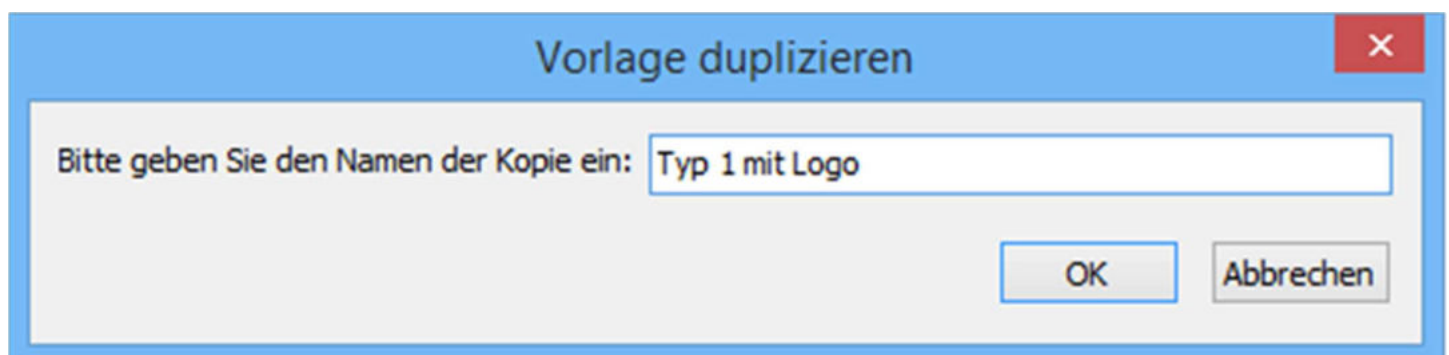 Vorlage duplizieren
Bitte geben Sie den Namen der Kopie ein: Typ 1 mit Logo
OK Abbrechen